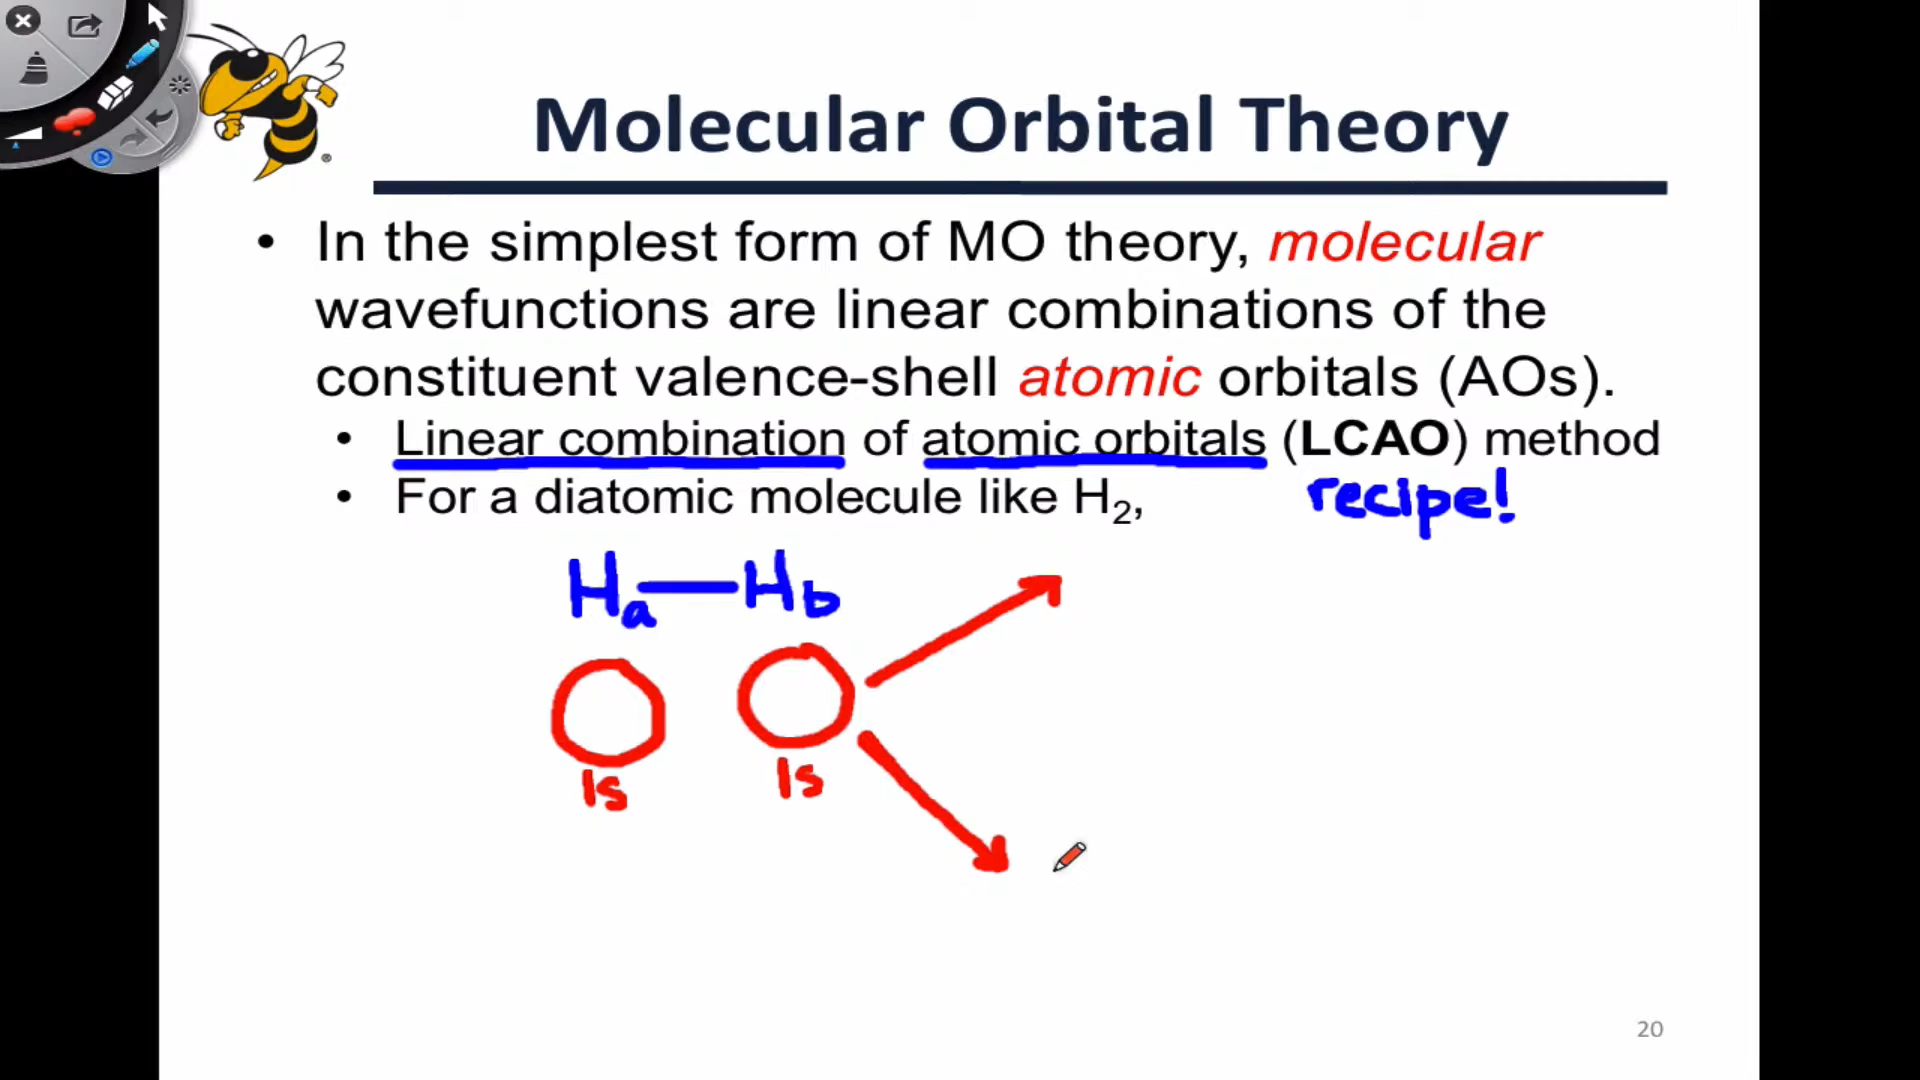 Molecular Orbital Theory
• In the simplest form of MO theory, molecular
wavefunctions are linear combinations of the
constituent valence-shell atomic orbitals (AOs).
• Linear combination of atomic orbitals (LCAO) method
• For a diatomic molecule like H₂,
recipe!
Hₐ—H_b
1s 1s
20
®